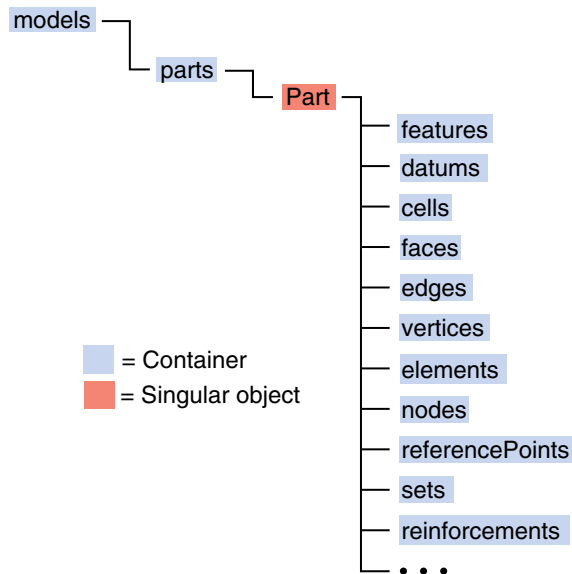 models
parts
Part
features
datums
cells
faces
edges
vertices
elements
nodes
referencePoints
sets
reinforcements
• • •
= Container
= Singular object